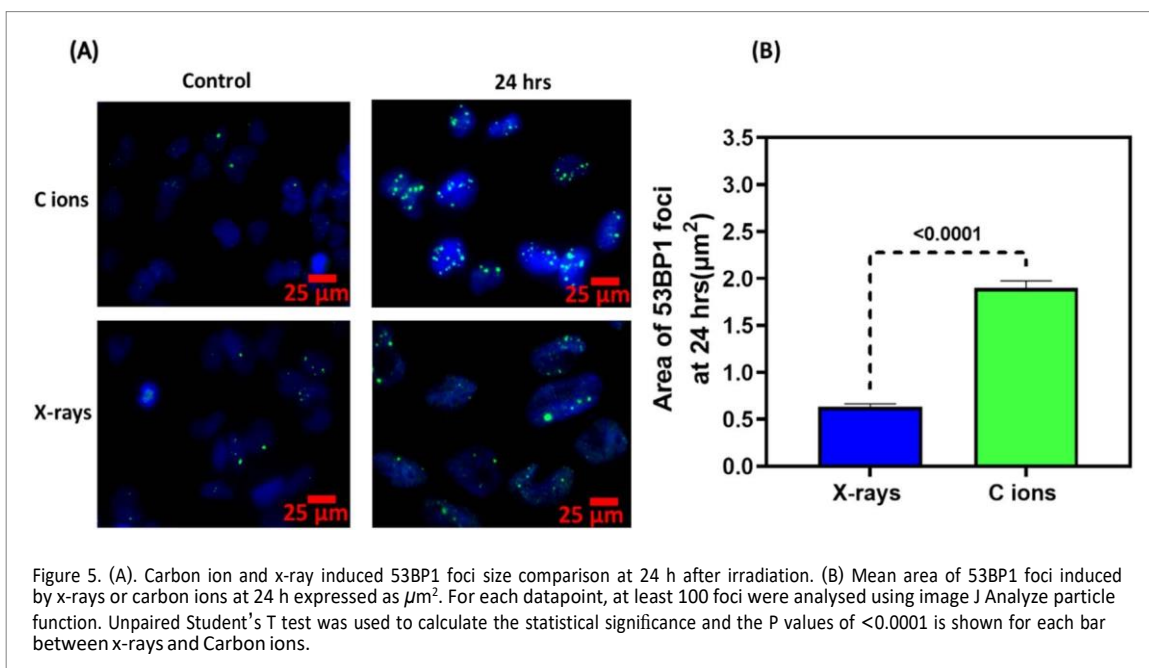 (A)
Control
24 hrs
C ions
25 μm
25 μm
X-rays
25 μm
25 μm
(B)
Area of 53BP1 foci
at 24 hrs(μm²)
3.5
3.0
2.5
2.0
1.5
1.0
0.5
0.0
<0.0001
X-rays
C ions
Figure 5. (A). Carbon ion and x-ray induced 53BP1 foci size comparison at 24 h after irradiation. (B) Mean area of 53BP1 foci induced
by x-rays or carbon ions at 24 h expressed as μm². For each datapoint, at least 100 foci were analysed using image J Analyze particle
function. Unpaired Student's T test was used to calculate the statistical significance and the P values of <0.0001 is shown for each bar
between x-rays and Carbon ions.